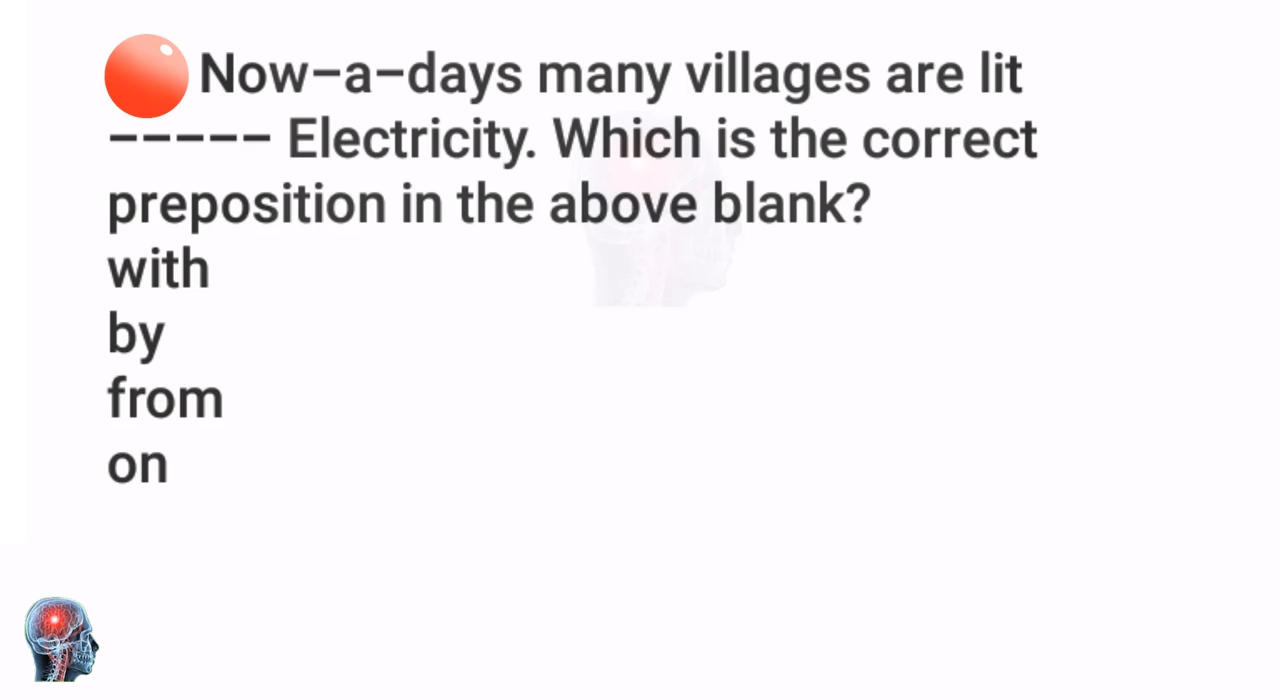 Now–a–days many villages are lit
––––– Electricity. Which is the correct
preposition in the above blank?
with
by
from
on